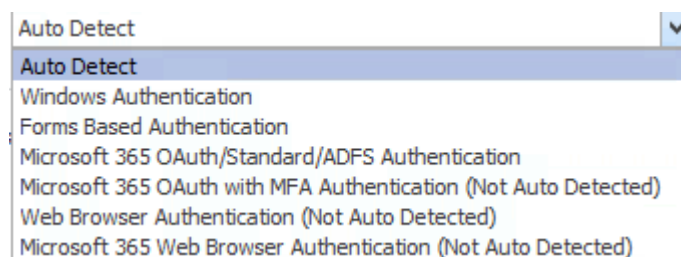 Auto Detect
Auto Detect
Windows Authentication
Forms Based Authentication
Microsoft 365 OAuth/Standard/ADFS Authentication
Microsoft 365 OAuth with MFA Authentication (Not Auto Detected)
Web Browser Authentication (Not Auto Detected)
Microsoft 365 Web Browser Authentication (Not Auto Detected)